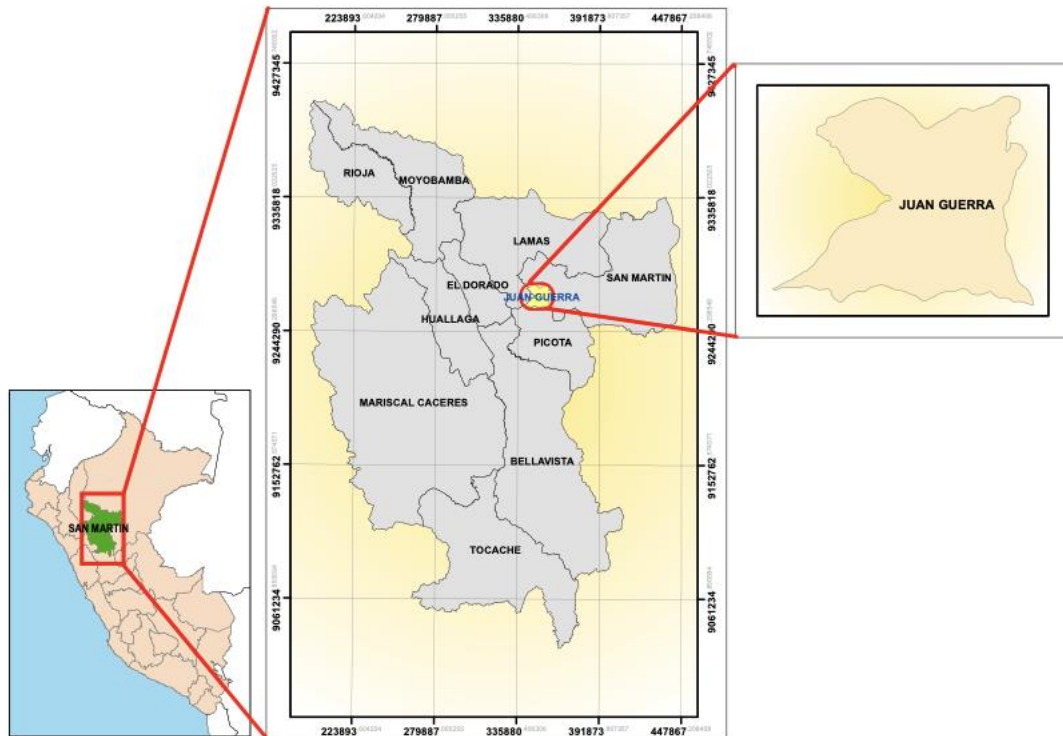 223893 279887 335880 391873 447867
9427345 9427345
RIOJA
MOYOBAMBA
9335818 9335818
LAMAS
SAN MARTIN
EL DORADO
JUAN GUERRA
HUALLAGA
9244290 9244290
PICOTA
MARISCAL CACERES
BELLAVISTA
9152762 9152762
TOCACHE
9061234 9061234
223893 279887 335880 391873 447867
JUAN GUERRA
SAN MARTIN